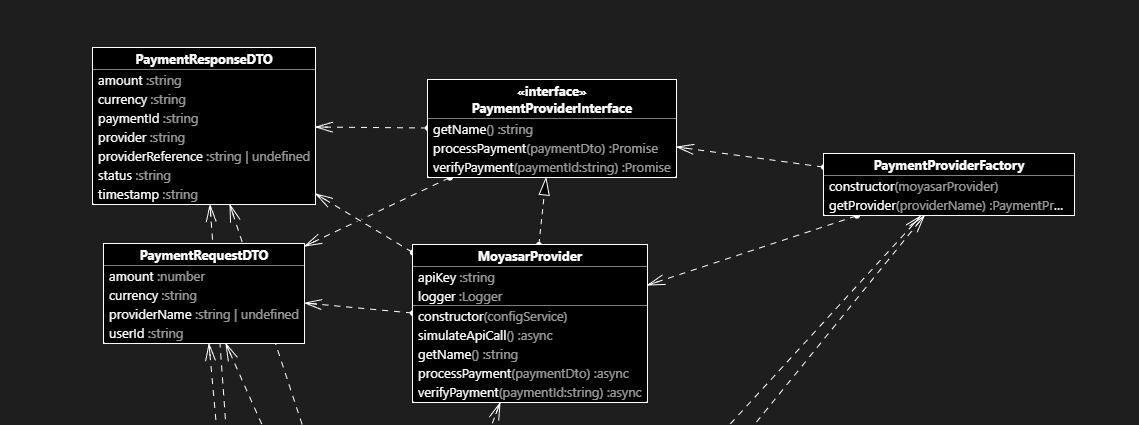 PaymentResponseDTO
amount :string
currency :string
paymentId :string
provider :string
providerReference :string | undefined
status :string
timestamp :string
«interface»
PaymentProviderInterface
getName() :string
processPayment(paymentDto) :Promise
verifyPayment(paymentId:string) :Promise
PaymentProviderFactory
constructor(moyasarProvider)
getProvider(providerName) :PaymentPr...
PaymentRequestDTO
amount :number
currency :string
providerName :string | undefined
userId :string
MoyasarProvider
apiKey :string
logger :Logger
constructor(configService)
simulateApiCall() :async
getName() :string
processPayment(paymentDto) :async
verifyPayment(paymentId:string) :async